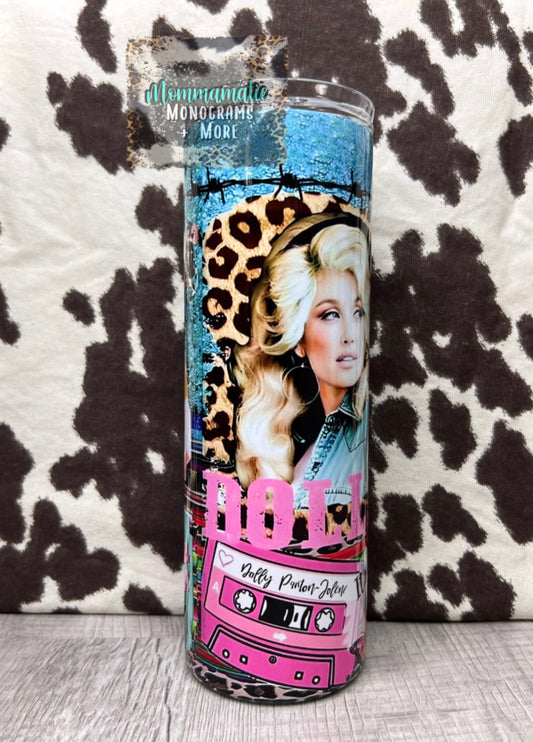 Mommamatic
Monograms
+ More
DOLL
Dolly Parton-Jolene
A